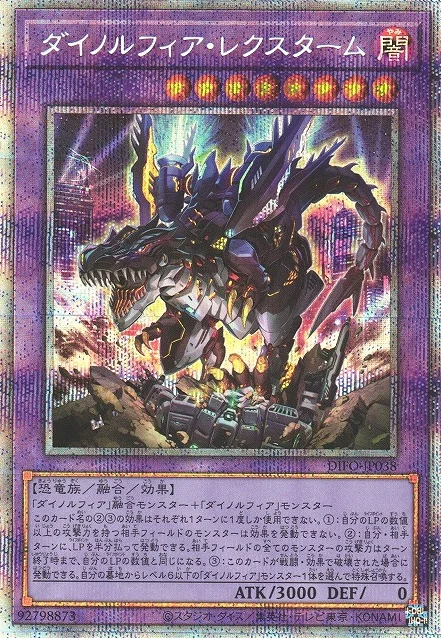 ダイノルフィア・レクスターム
闇
DIFO-JP038
【恐竜族／融合／効果】
「ダイノルフィア」融合モンスター＋「ダイノルフィア」モンスター
このカード名の②③の効果はそれぞれ1ターンに1度しか使用できない。①：自分のLPの数値
以上の攻撃力を持つ相手フィールドのモンスターは効果を発動できない。②：自分・相手
ターンに、LPを半分払って発動できる。相手フィールドの全てのモンスターの攻撃力はターン
終了時まで、自分のLPの数値と同じになる。③：このカードが戦闘・効果で破壊された場合に
発動できる。自分の墓地からレベル6以下の「ダイノルフィア」モンスター1体を選んで特殊召喚する。
ATK/3000 DEF/ 0
92798873 ©スタジオ・ダイス／集英社・テレビ東京・KONAMI